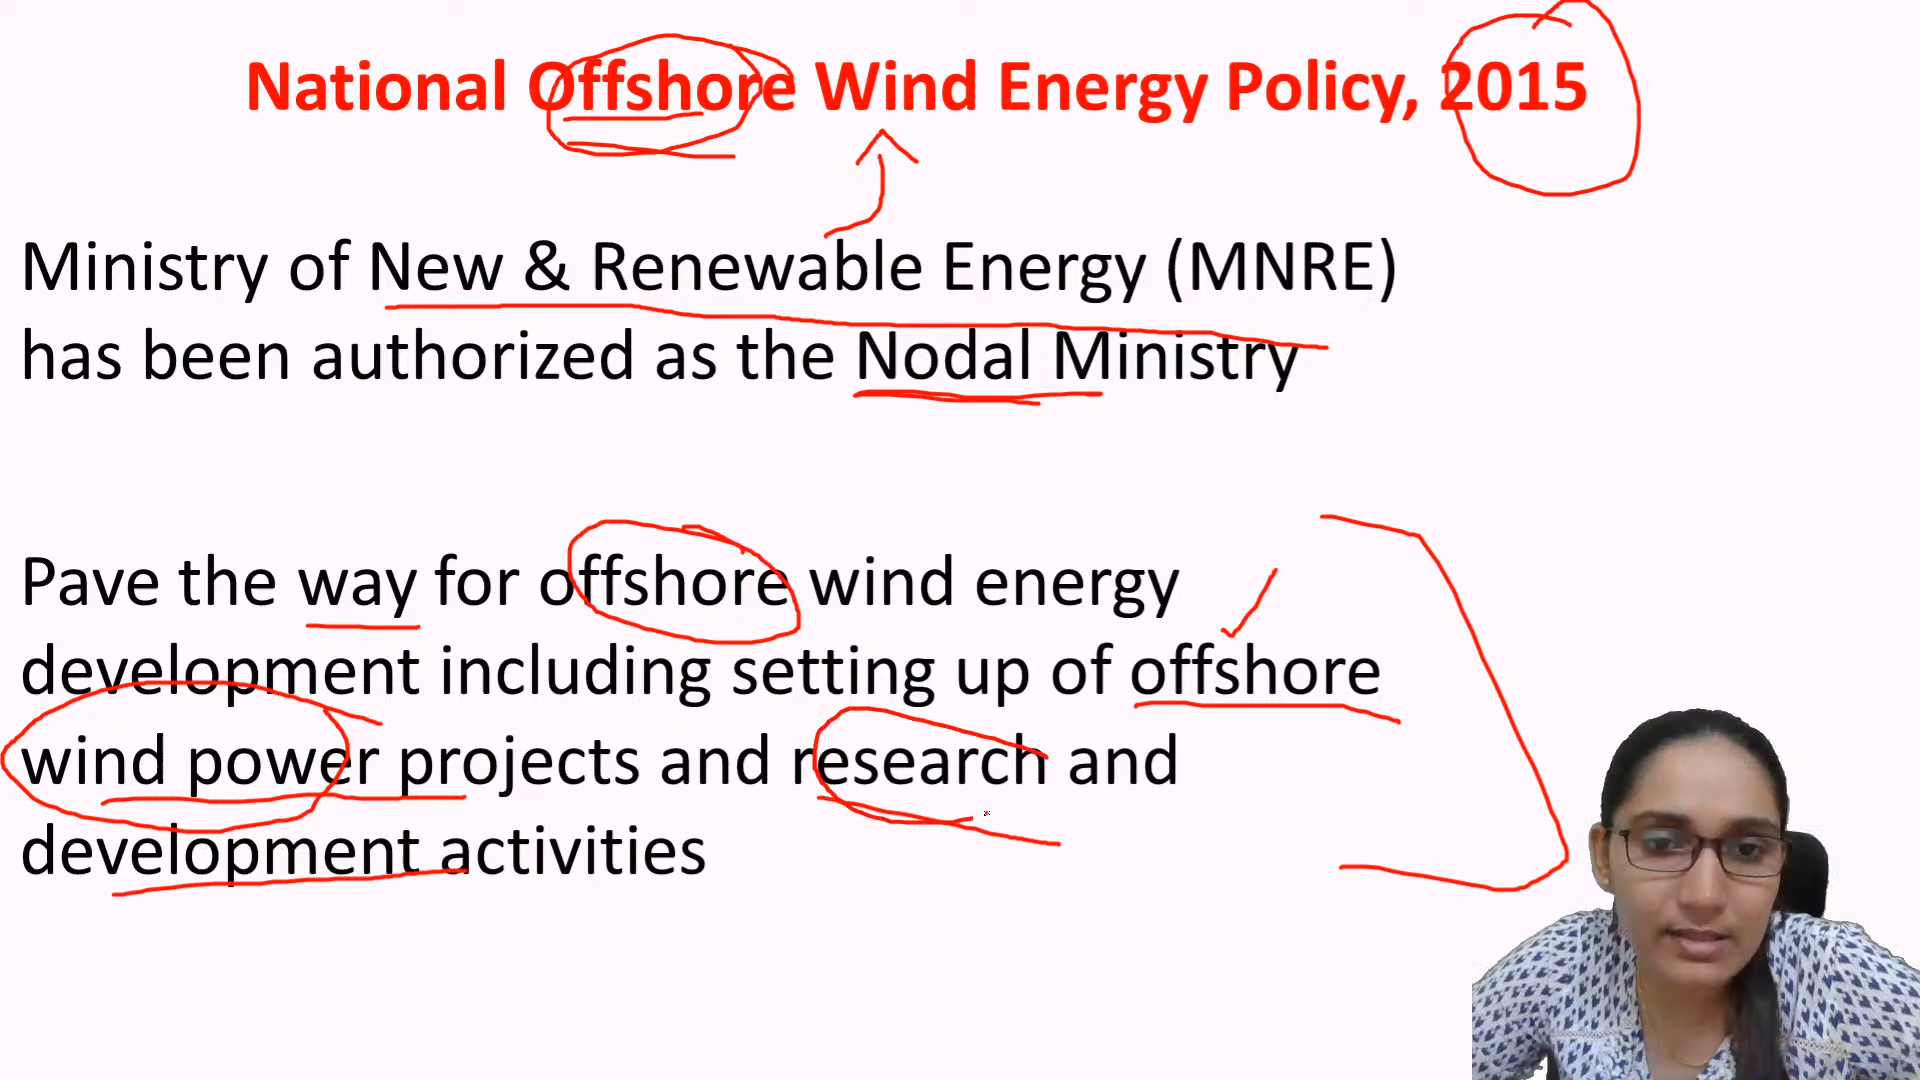 National Offshore Wind Energy Policy, 2015
Ministry of New & Renewable Energy (MNRE)
has been authorized as the Nodal Ministry
Pave the way for offshore wind energy
development including setting up of offshore
wind power projects and research and
development activities